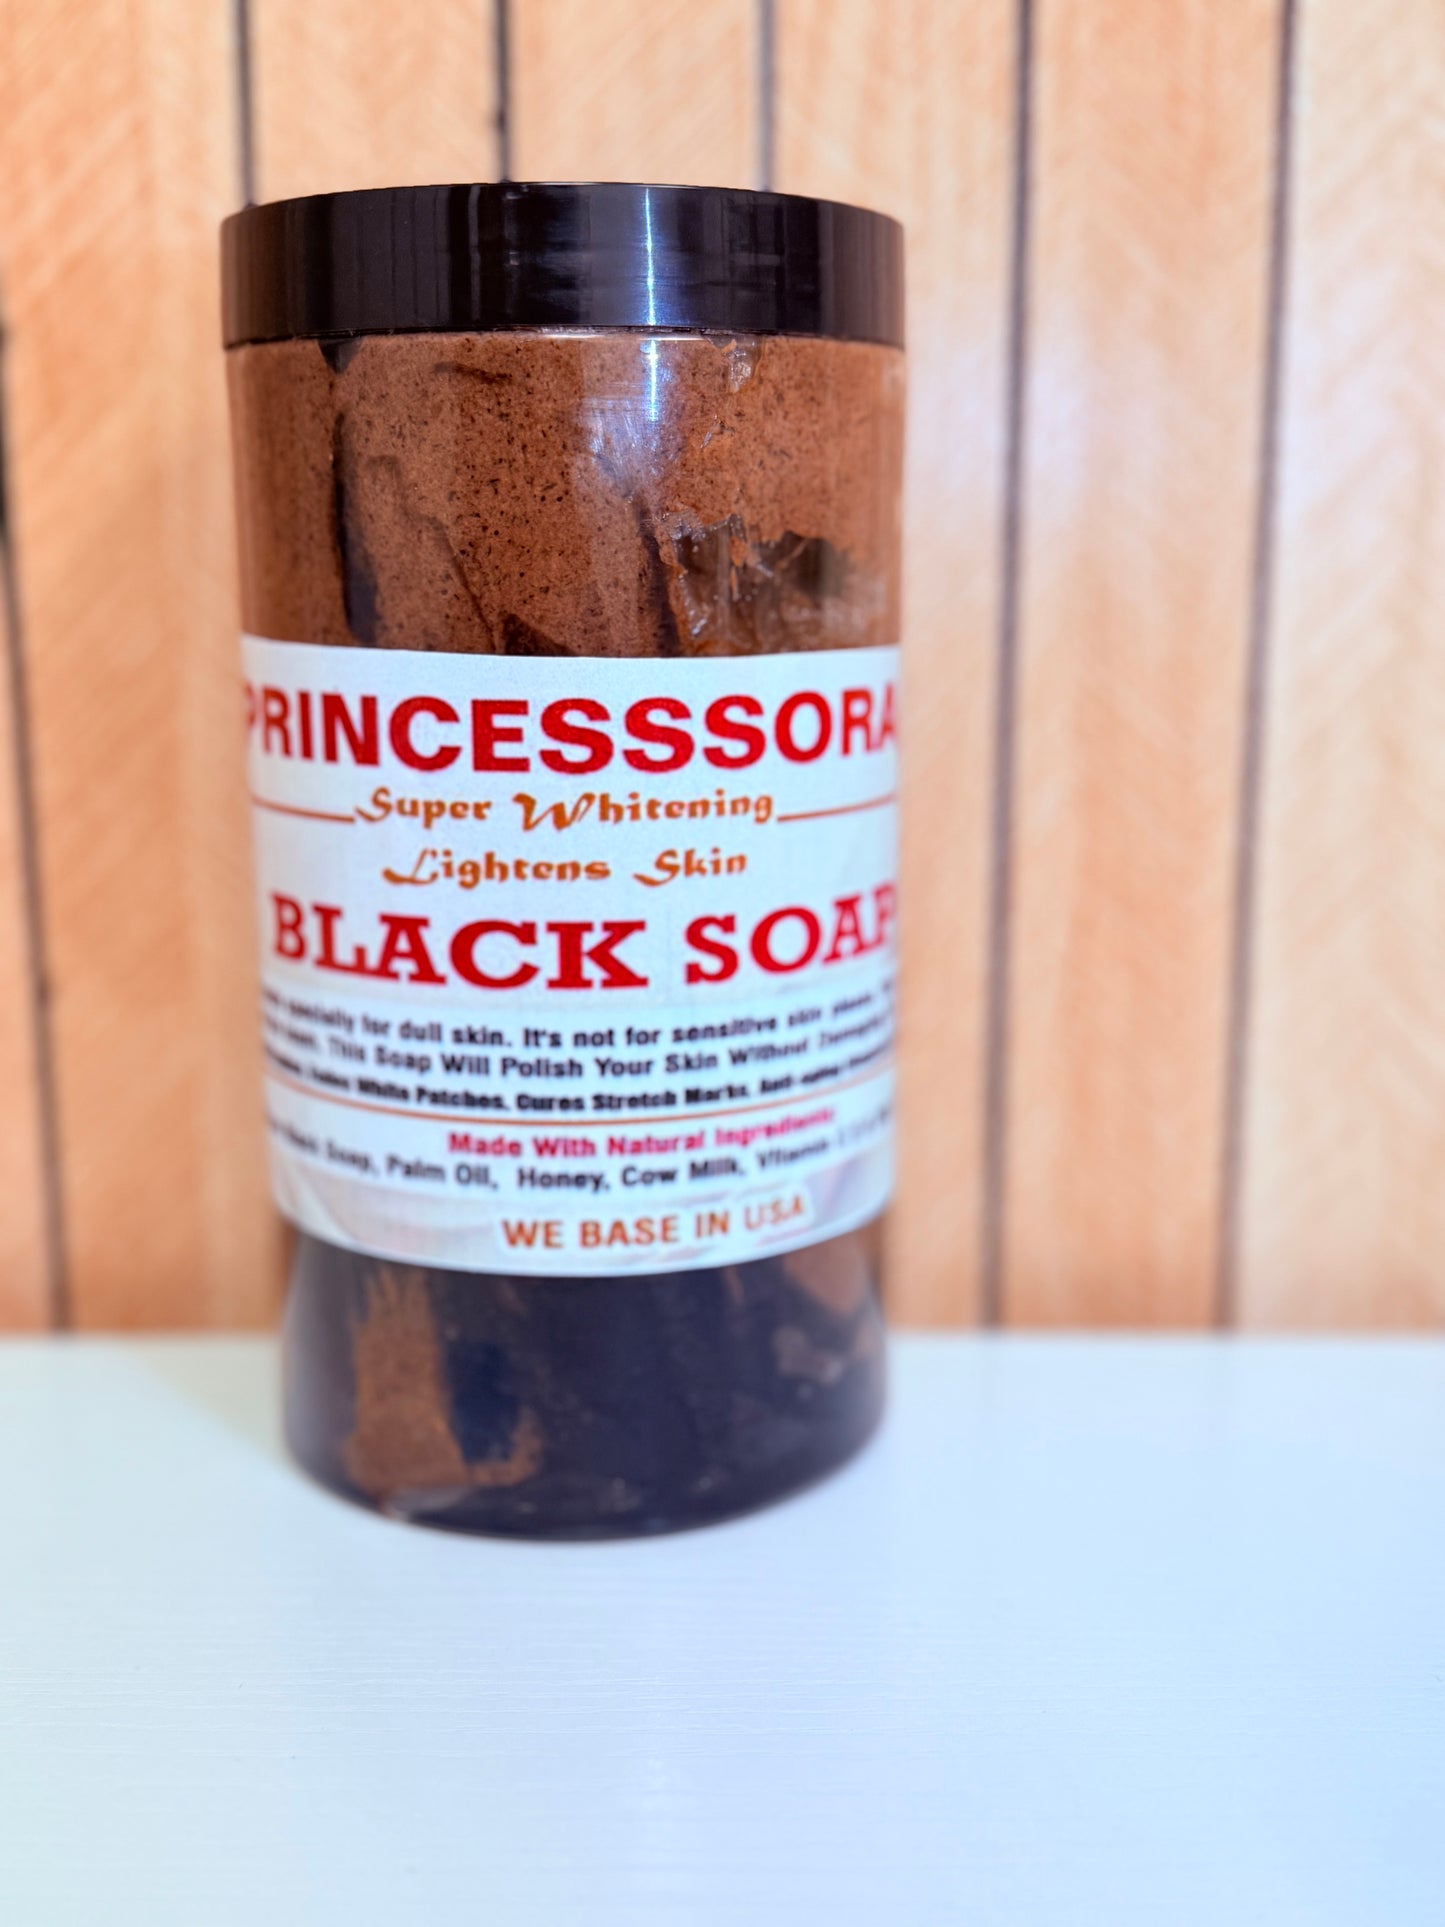 PRINCESSSORA
Super Whitening
Lightens Skin
BLACK SOAP
specially for dull skin. It's not for sensitive skin
This Soap Will Polish Your Skin Without
White Patches. Cures Stretch Marks. Anti-aging
Made With Natural Ingredients
Black Soap, Palm Oil, Honey, Cow Milk, Vitamin
WE BASE IN USA